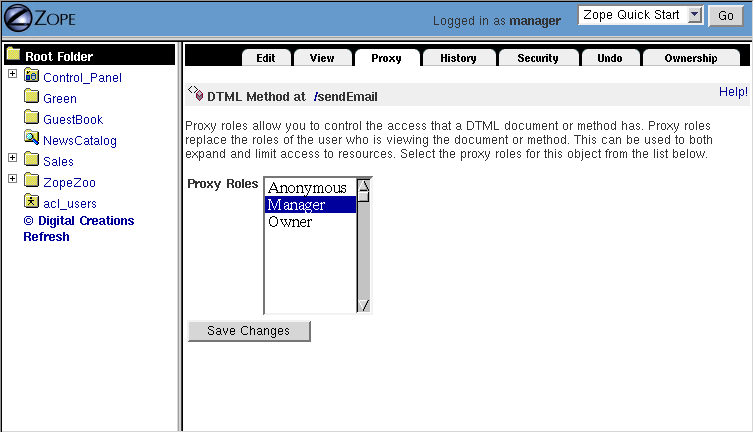 ZOPE
Logged in as manager
Zope Quick Start
Go
Root Folder
Control_Panel
Green
GuestBook
NewsCatalog
Sales
ZopeZoo
acl_users
© Digital Creations
Refresh
Edit View Proxy History Security Undo Ownership
DTML Method at /sendEmail
Help!
Proxy roles allow you to control the access that a DTML document or method has. Proxy roles
replace the roles of the user who is viewing the document or method. This can be used to both
expand and limit access to resources. Select the proxy roles for this object from the list below.
Proxy Roles
Anonymous
Manager
Owner
Save Changes